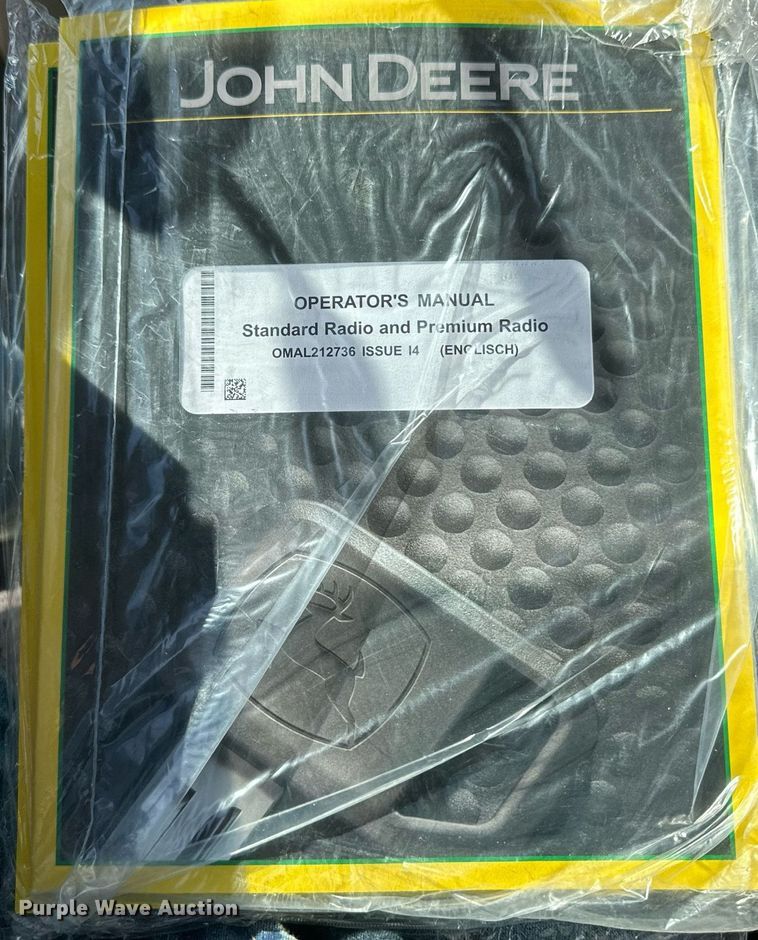 JOHN DEERE
OPERATOR'S MANUAL
Standard Radio and Premium Radio
OMAL212736 ISSUE I4 (ENGLISCH)
Purple Wave Auction